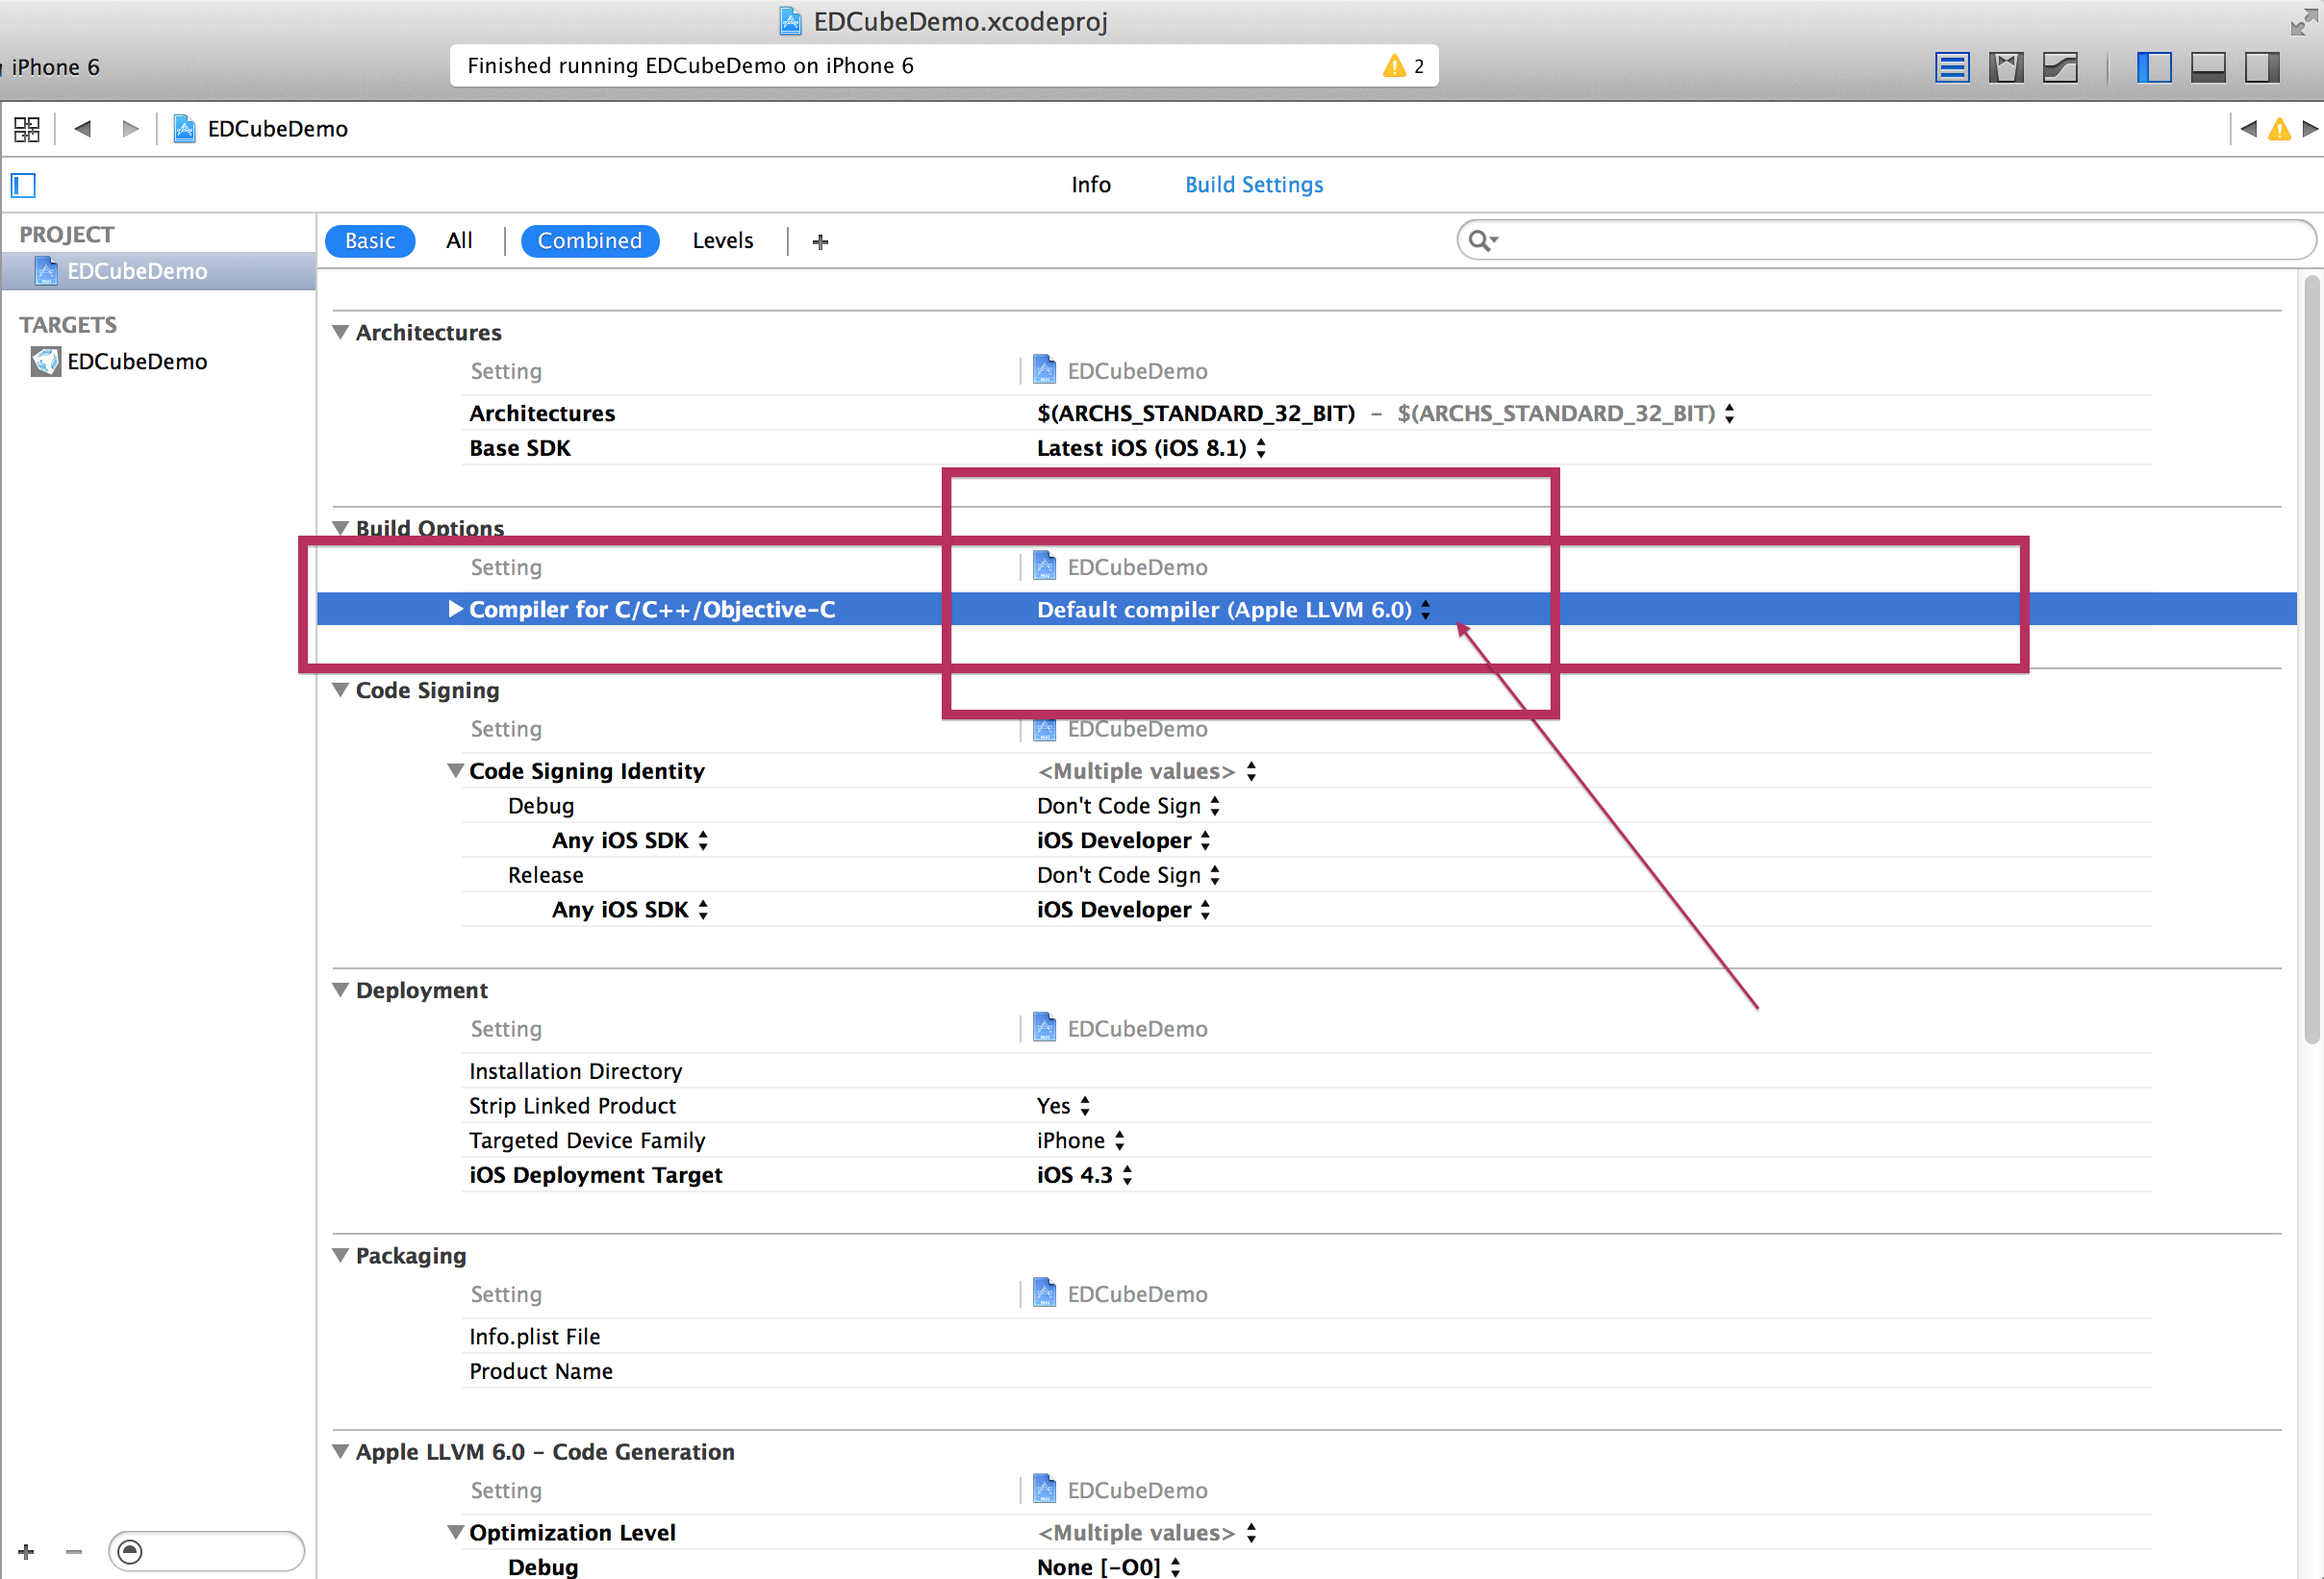 EDCubeDemo.xcodeproj
iPhone 6
Finished running EDCubeDemo on iPhone 6 2
EDCubeDemo
Info Build Settings
PROJECT
EDCubeDemo
TARGETS
EDCubeDemo
Basic All Combined Levels +
Architectures
Setting EDCubeDemo
Architectures $(ARCHS_STANDARD_32_BIT) – $(ARCHS_STANDARD_32_BIT)
Base SDK Latest iOS (iOS 8.1)
Build Options
Setting EDCubeDemo
Compiler for C/C++/Objective-C Default compiler (Apple LLVM 6.0)
Code Signing
Setting EDCubeDemo
Code Signing Identity <Multiple values>
Debug Don't Code Sign
Any iOS SDK iOS Developer
Release Don't Code Sign
Any iOS SDK iOS Developer
Deployment
Setting EDCubeDemo
Installation Directory
Strip Linked Product Yes
Targeted Device Family iPhone
iOS Deployment Target iOS 4.3
Packaging
Setting EDCubeDemo
Info.plist File
Product Name
Apple LLVM 6.0 – Code Generation
Setting EDCubeDemo
Optimization Level <Multiple values>
Debug None [-O0]